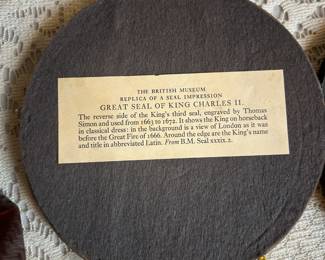 THE BRITISH MUSEUM
REPLICA OF A SEAL IMPRESSION
GREAT SEAL OF KING CHARLES II.
The reverse side of the King's third seal, engraved by Thomas
Simon and used from 1663 to 1672. It shows the King on horseback
in classical dress: in the background is a view of London as it was
before the Great Fire of 1666. Around the edge are the King's name
and title in abbreviated Latin. From B.M. Seal xxxix.2.